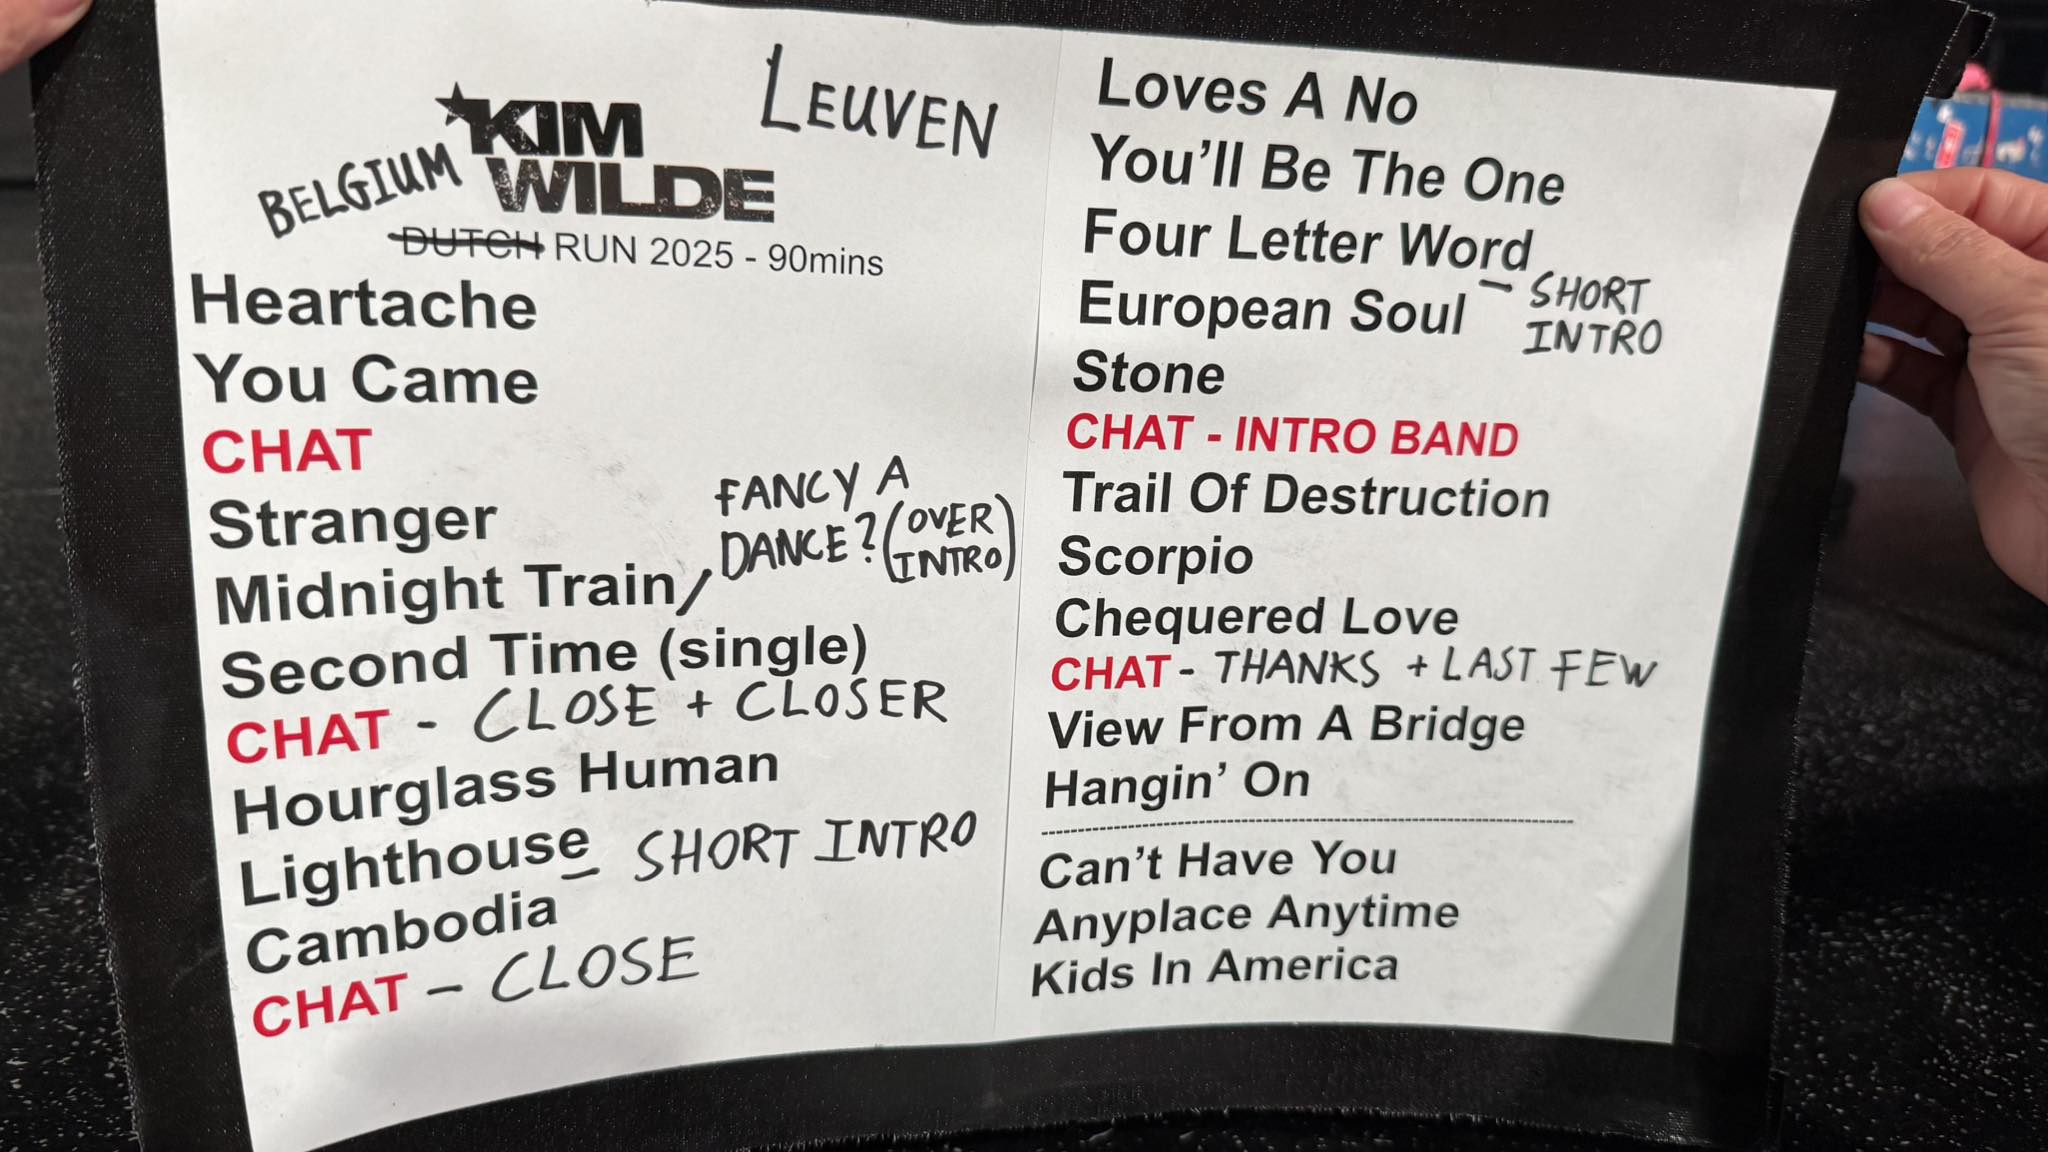 LEUVEN
KIM
WILDE
BELGIUM
DUTCH RUN 2025 - 90mins
Heartache
You Came
CHAT
Stranger
Midnight Train/
FANCY A
DANCE? (OVER
INTRO)
Second Time (single)
CHAT - CLOSE + CLOSER
Hourglass Human
Lighthouse - SHORT INTRO
Cambodia
CHAT - CLOSE
Loves A No
You'll Be The One
Four Letter Word
European Soul - SHORT
INTRO
Stone
CHAT - INTRO BAND
Trail Of Destruction
Scorpio
Chequered Love
CHAT - THANKS + LAST FEW
View From A Bridge
Hangin' On
Can't Have You
Anyplace Anytime
Kids In America